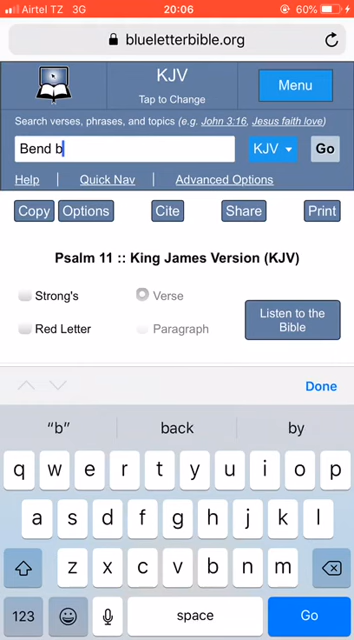 Airtel TZ 3G 20:06 60%
blueletterbible.org
KJV
Tap to Change
Menu
Search verses, phrases, and topics (e.g. John 3:16, Jesus faith love)
Bend b
KJV
Go
Help | Quick Nav | Advanced Options
Copy Options Cite Share Print
Psalm 11 :: King James Version (KJV)
Strong's Verse
Red Letter Paragraph
Listen to the
Bible
Done
“b” back by
q w e r t y u i o p
a s d f g h j k l
z x c v b n m
123 space Go